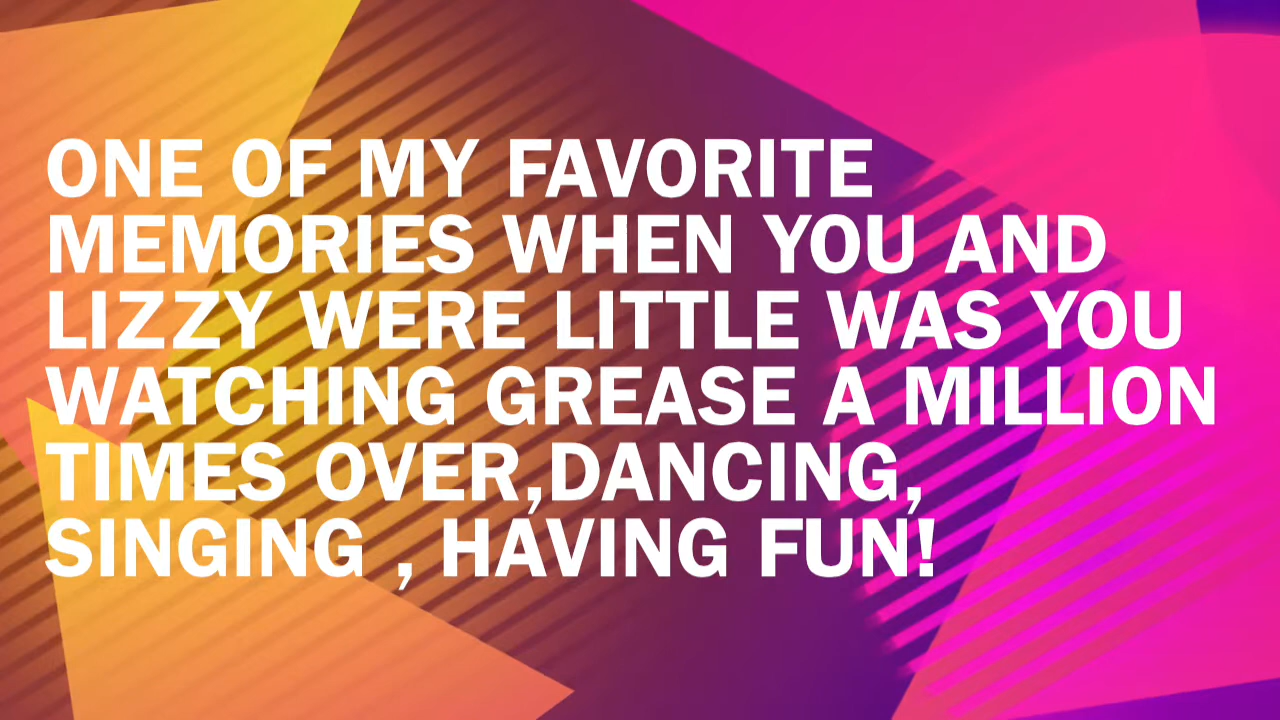 ONE OF MY FAVORITE
MEMORIES WHEN YOU AND
LIZZY WERE LITTLE WAS YOU
WATCHING GREASE A MILLION
TIMES OVER,DANCING,
SINGING , HAVING FUN!